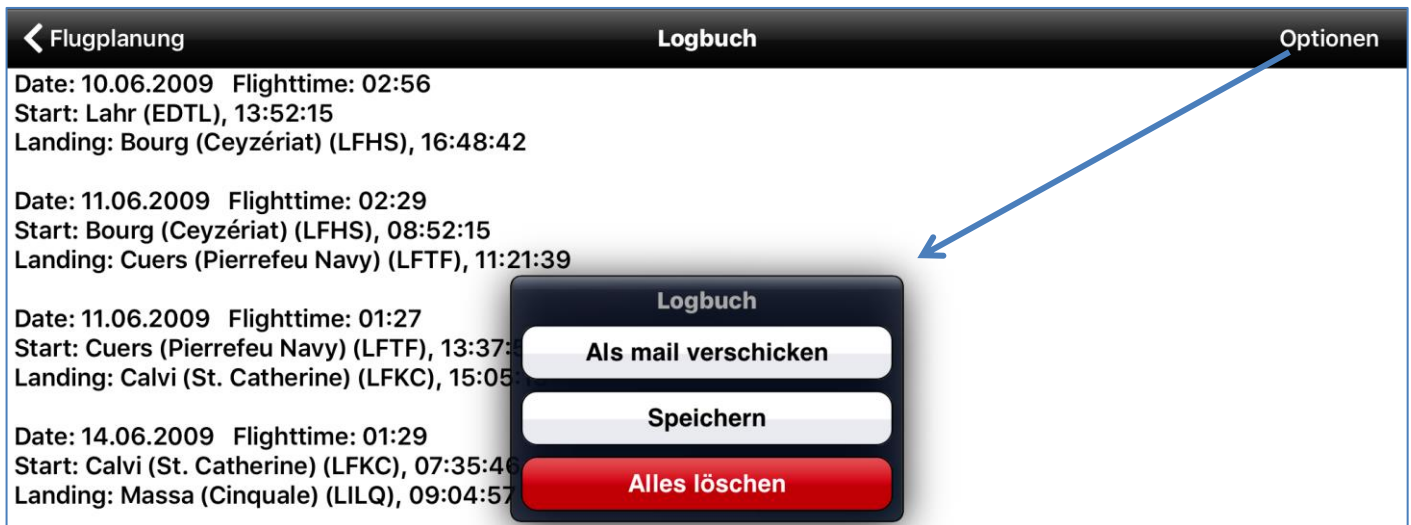 Flugplanung Logbuch Optionen
Date: 10.06.2009 Flighttime: 02:56
Start: Lahr (EDTL), 13:52:15
Landing: Bourg (Ceyzériat) (LFHS), 16:48:42
Date: 11.06.2009 Flighttime: 02:29
Start: Bourg (Ceyzériat) (LFHS), 08:52:15
Landing: Cuers (Pierrefeu Navy) (LFTF), 11:21:39
Date: 11.06.2009 Flighttime: 01:27
Start: Cuers (Pierrefeu Navy) (LFTF), 13:37:
Landing: Calvi (St. Catherine) (LFKC), 15:05:
Date: 14.06.2009 Flighttime: 01:29
Start: Calvi (St. Catherine) (LFKC), 07:35:46
Landing: Massa (Cinquale) (LILQ), 09:04:57
Logbuch
Als mail verschicken
Speichern
Alles löschen